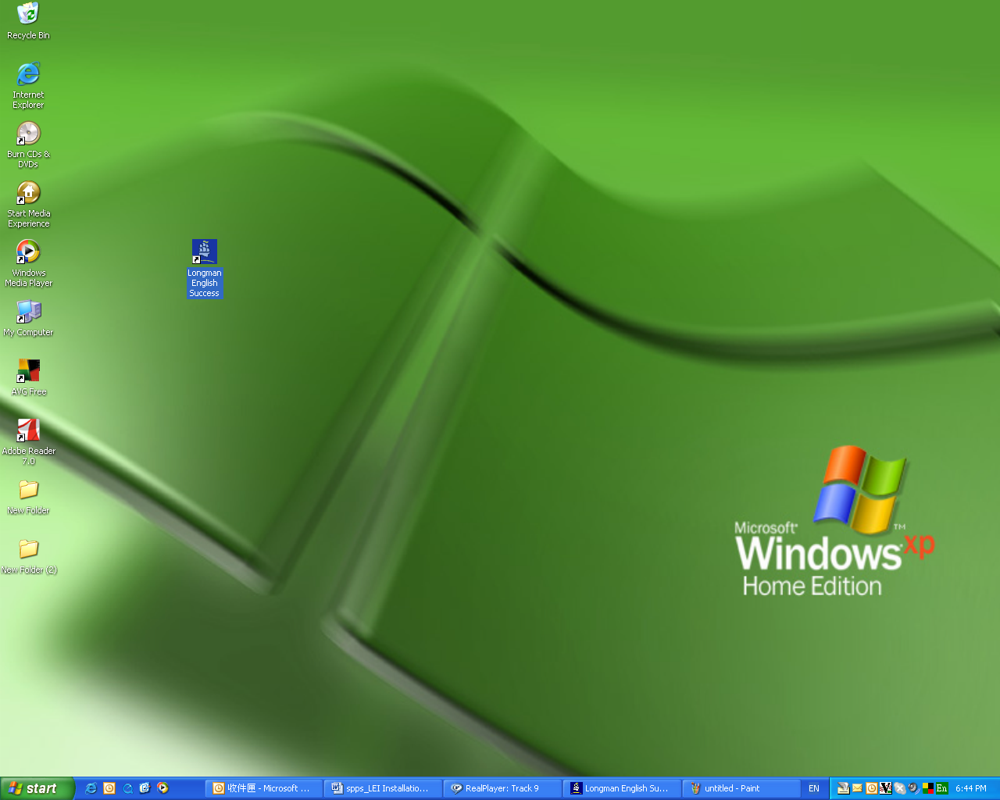 Recycle Bin
Internet
Explorer
Burn CDs &
DVDs
Start Media
Experience
Windows
Media Player
My Computer
AVG Free
Adobe Reader
7.0
New Folder
New Folder (2)
Longman
English
Success
Microsoft®
Windows xp™
Home Edition
start
收件匣 - Microsoft ...
spps_LEI Installatio...
RealPlayer: Track 9
Longman English Su...
untitled - Paint
EN
En
6:44 PM